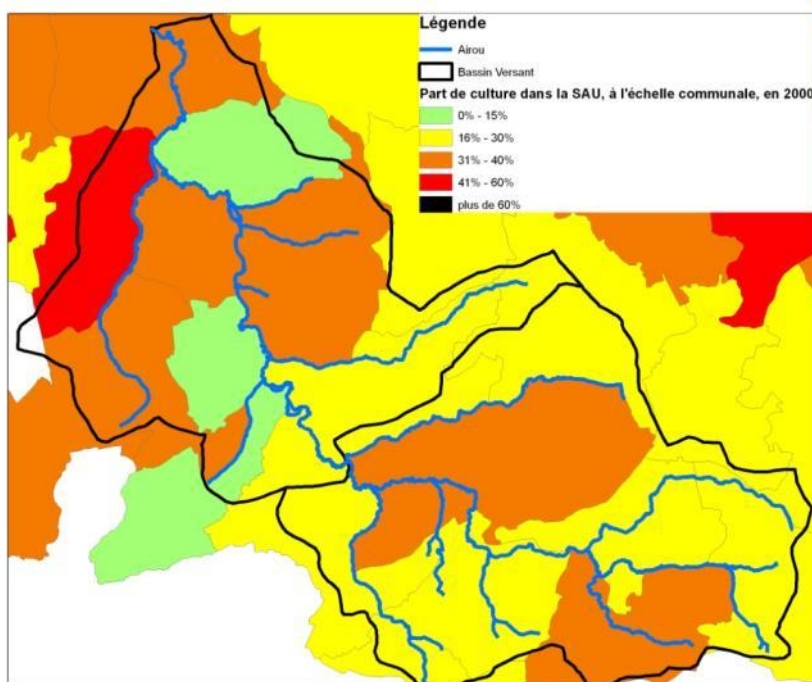 Légende
Airou
Bassin Versant
Part de culture dans la SAU, à l'échelle communale, en 2000
0% - 15%
16% - 30%
31% - 40%
41% - 60%
plus de 60%